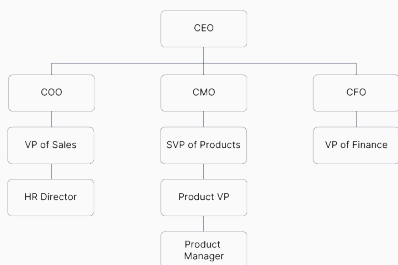 CEO
COO
CMO
CFO
VP of Sales
SVP of Products
VP of Finance
HR Director
Product VP
Product
Manager